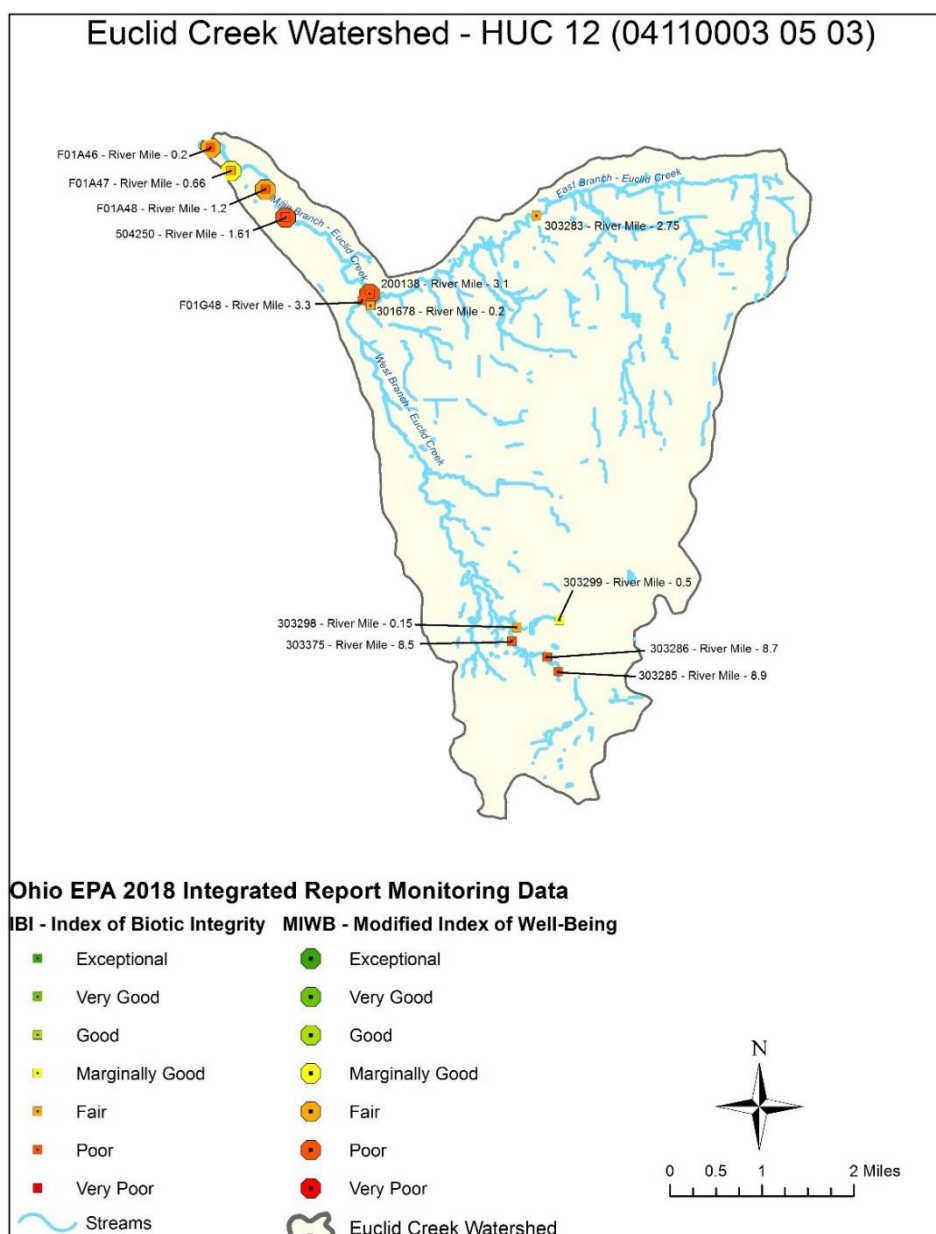 Euclid Creek Watershed - HUC 12 (04110003 05 03)
F01A46 - River Mile - 0.2
F01A47 - River Mile - 0.66
F01A48 - River Mile - 1.2
504250 - River Mile - 1.61
Main Branch - Euclid Creek
East Branch - Euclid Creek
303283 - River Mile - 2.75
200138 - River Mile - 3.1
F01G48 - River Mile - 3.3
301678 - River Mile - 0.2
West Branch - Euclid Creek
303299 - River Mile - 0.5
303298 - River Mile - 0.15
303375 - River Mile - 8.5
303286 - River Mile - 8.7
303285 - River Mile - 8.9
Ohio EPA 2018 Integrated Report Monitoring Data
IBI - Index of Biotic Integrity MIWB - Modified Index of Well-Being
Exceptional Exceptional
Very Good Very Good
Good Good
Marginally Good Marginally Good
Fair Fair
Poor Poor
Very Poor Very Poor
Streams Euclid Creek Watershed
N
0 0.5 1 2 Miles